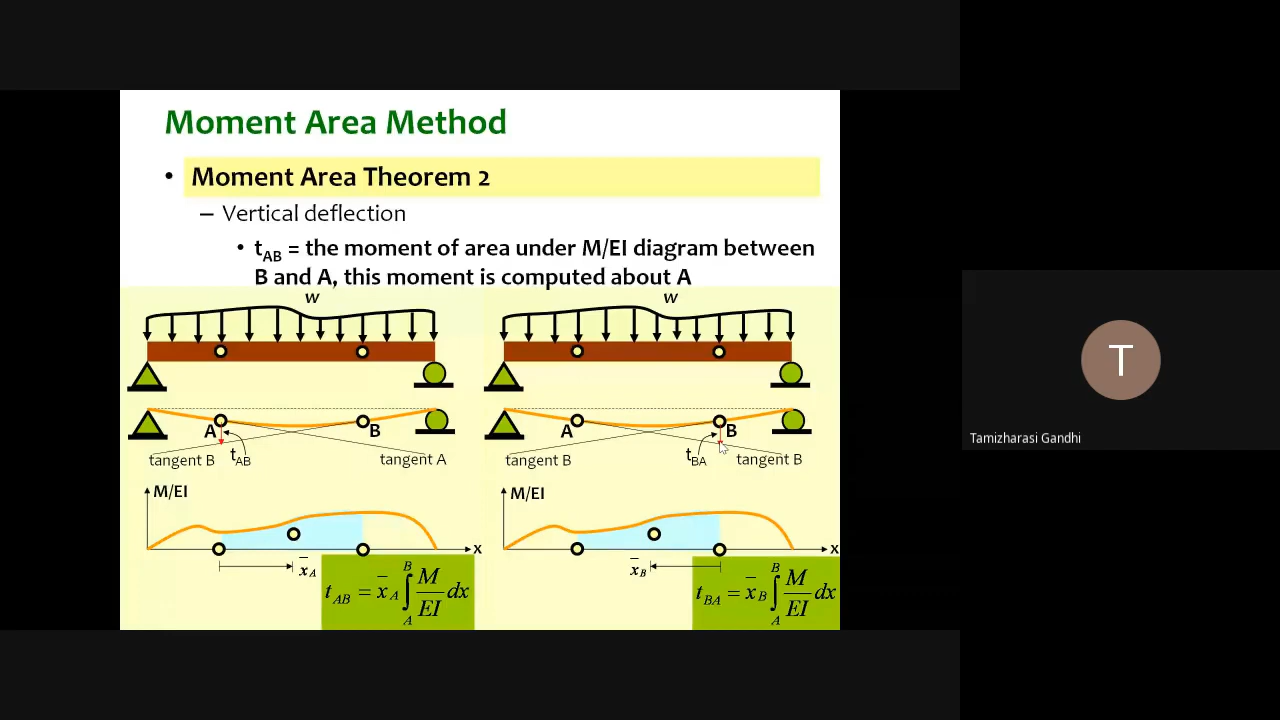 Moment Area Method
• Moment Area Theorem 2
– Vertical deflection
• tAB = the moment of area under M/EI diagram between
B and A, this moment is computed about A
w
A
B
tangent B
tAB
tangent A
M/EI
x
x̄A
tAB = x̄A ∫AB M/EI dx
w
A
B
tangent B
tBA
tangent B
M/EI
x
x̄B
tBA = x̄B ∫AB M/EI dx
T
Tamizharasi Gandhi